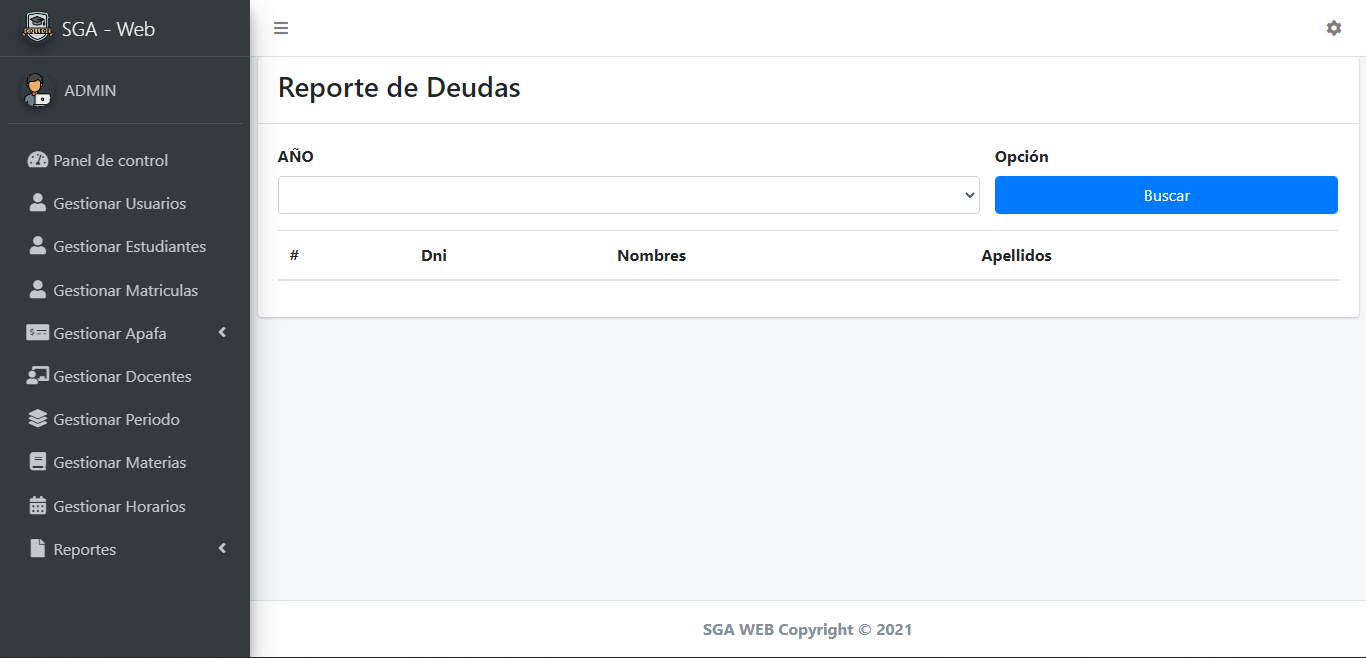 SGA - Web
ADMIN
Panel de control
Gestionar Usuarios
Gestionar Estudiantes
Gestionar Matriculas
Gestionar Apafa
Gestionar Docentes
Gestionar Periodo
Gestionar Materias
Gestionar Horarios
Reportes
Reporte de Deudas
AÑO Opción
Buscar
# Dni Nombres Apellidos
SGA WEB Copyright © 2021